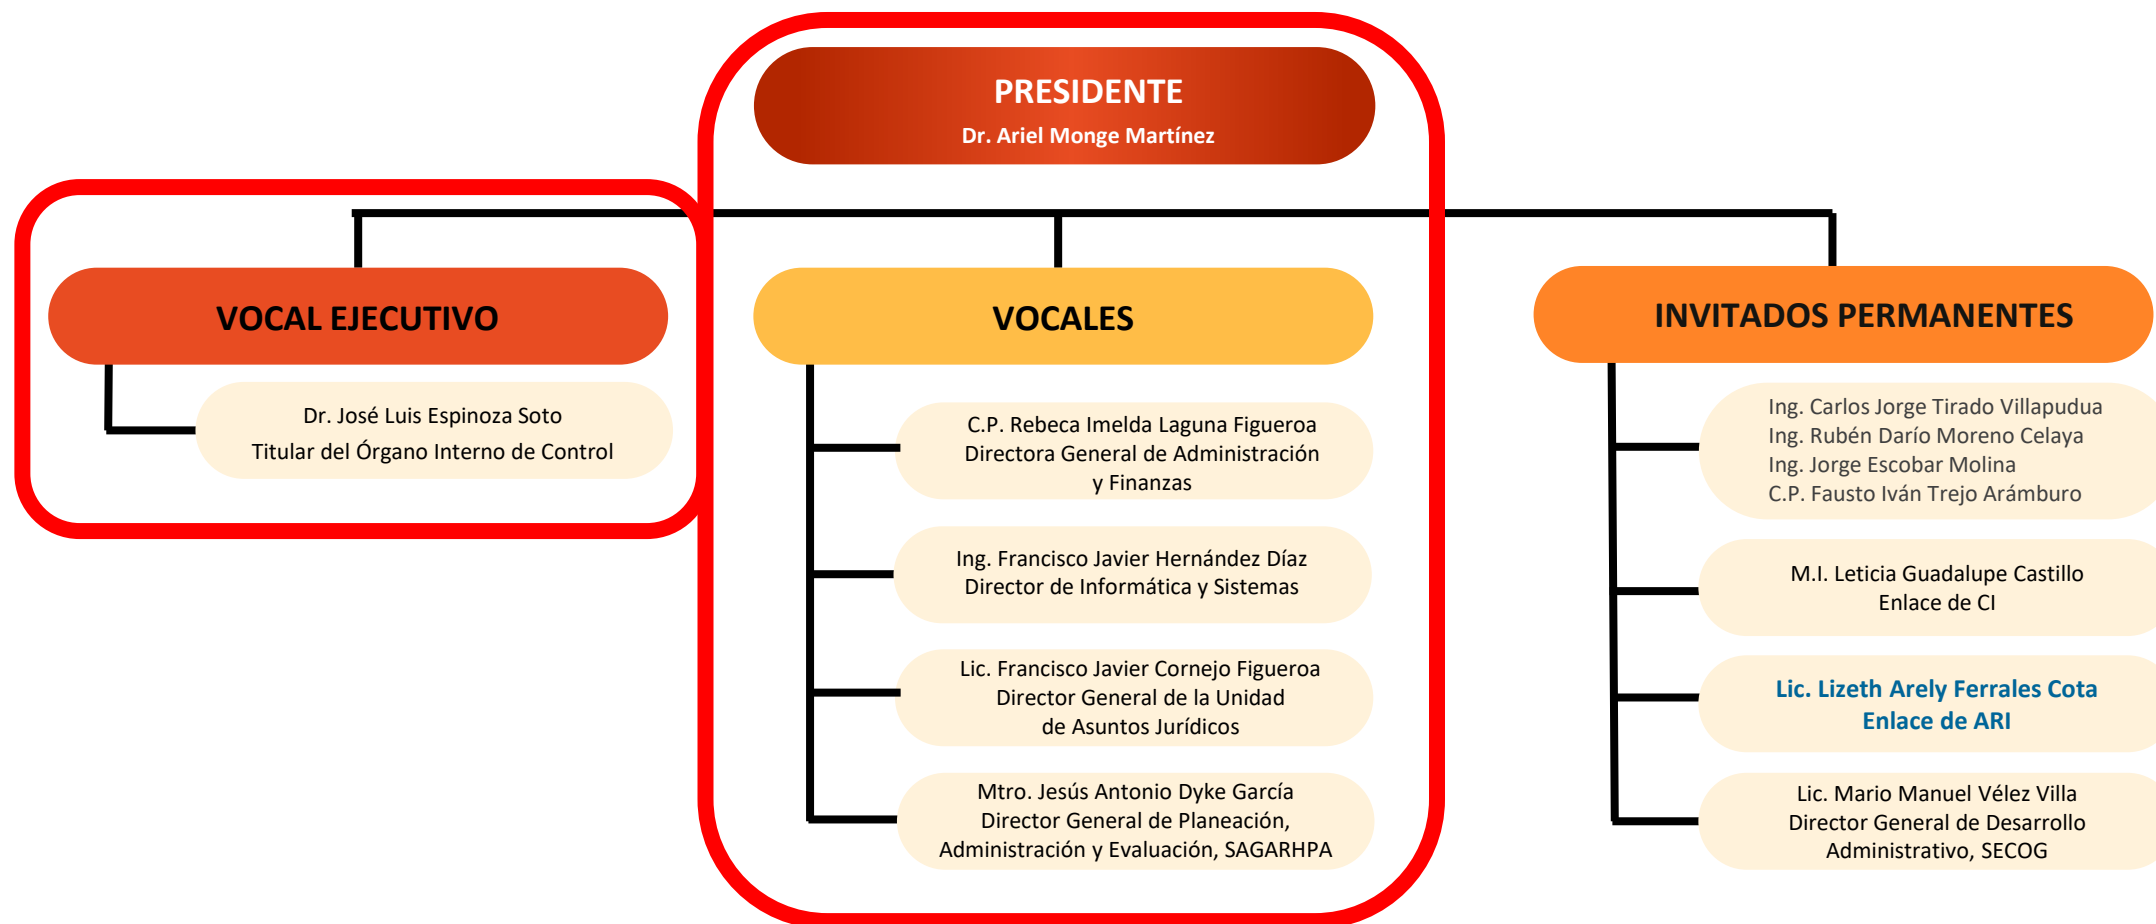 PRESIDENTE
Dr. Ariel Monge Martínez
VOCAL EJECUTIVO
Dr. José Luis Espinoza Soto
Titular del Órgano Interno de Control
VOCALES
C.P. Rebeca Imelda Laguna Figueroa
Directora General de Administración
y Finanzas
Ing. Francisco Javier Hernández Díaz
Director de Informática y Sistemas
Lic. Francisco Javier Cornejo Figueroa
Director General de la Unidad
de Asuntos Jurídicos
Mtro. Jesús Antonio Dyke García
Director General de Planeación,
Administración y Evaluación, SAGARHPA
INVITADOS PERMANENTES
Ing. Carlos Jorge Tirado Villapudua
Ing. Rubén Darío Moreno Celaya
Ing. Jorge Escobar Molina
C.P. Fausto Iván Trejo Arámburo
M.I. Leticia Guadalupe Castillo
Enlace de CI
Lic. Lizeth Arely Ferrales Cota
Enlace de ARI
Lic. Mario Manuel Vélez Villa
Director General de Desarrollo
Administrativo, SECOG